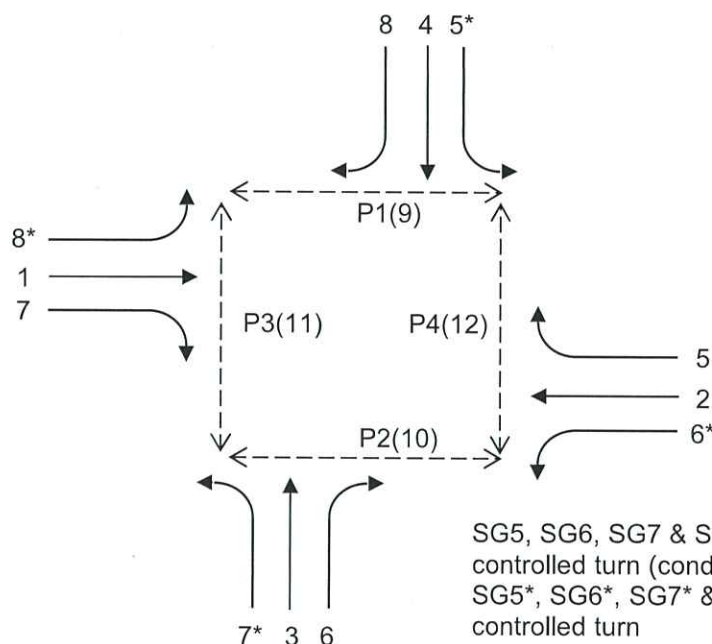 8 4 5*
P1(9)
8*
1
7
P3(11) P4(12)
5
2
6*
P2(10)
SG5, SG6, SG7 & S
controlled turn (cond
SG5*, SG6*, SG7* &
controlled turn
7* 3 6